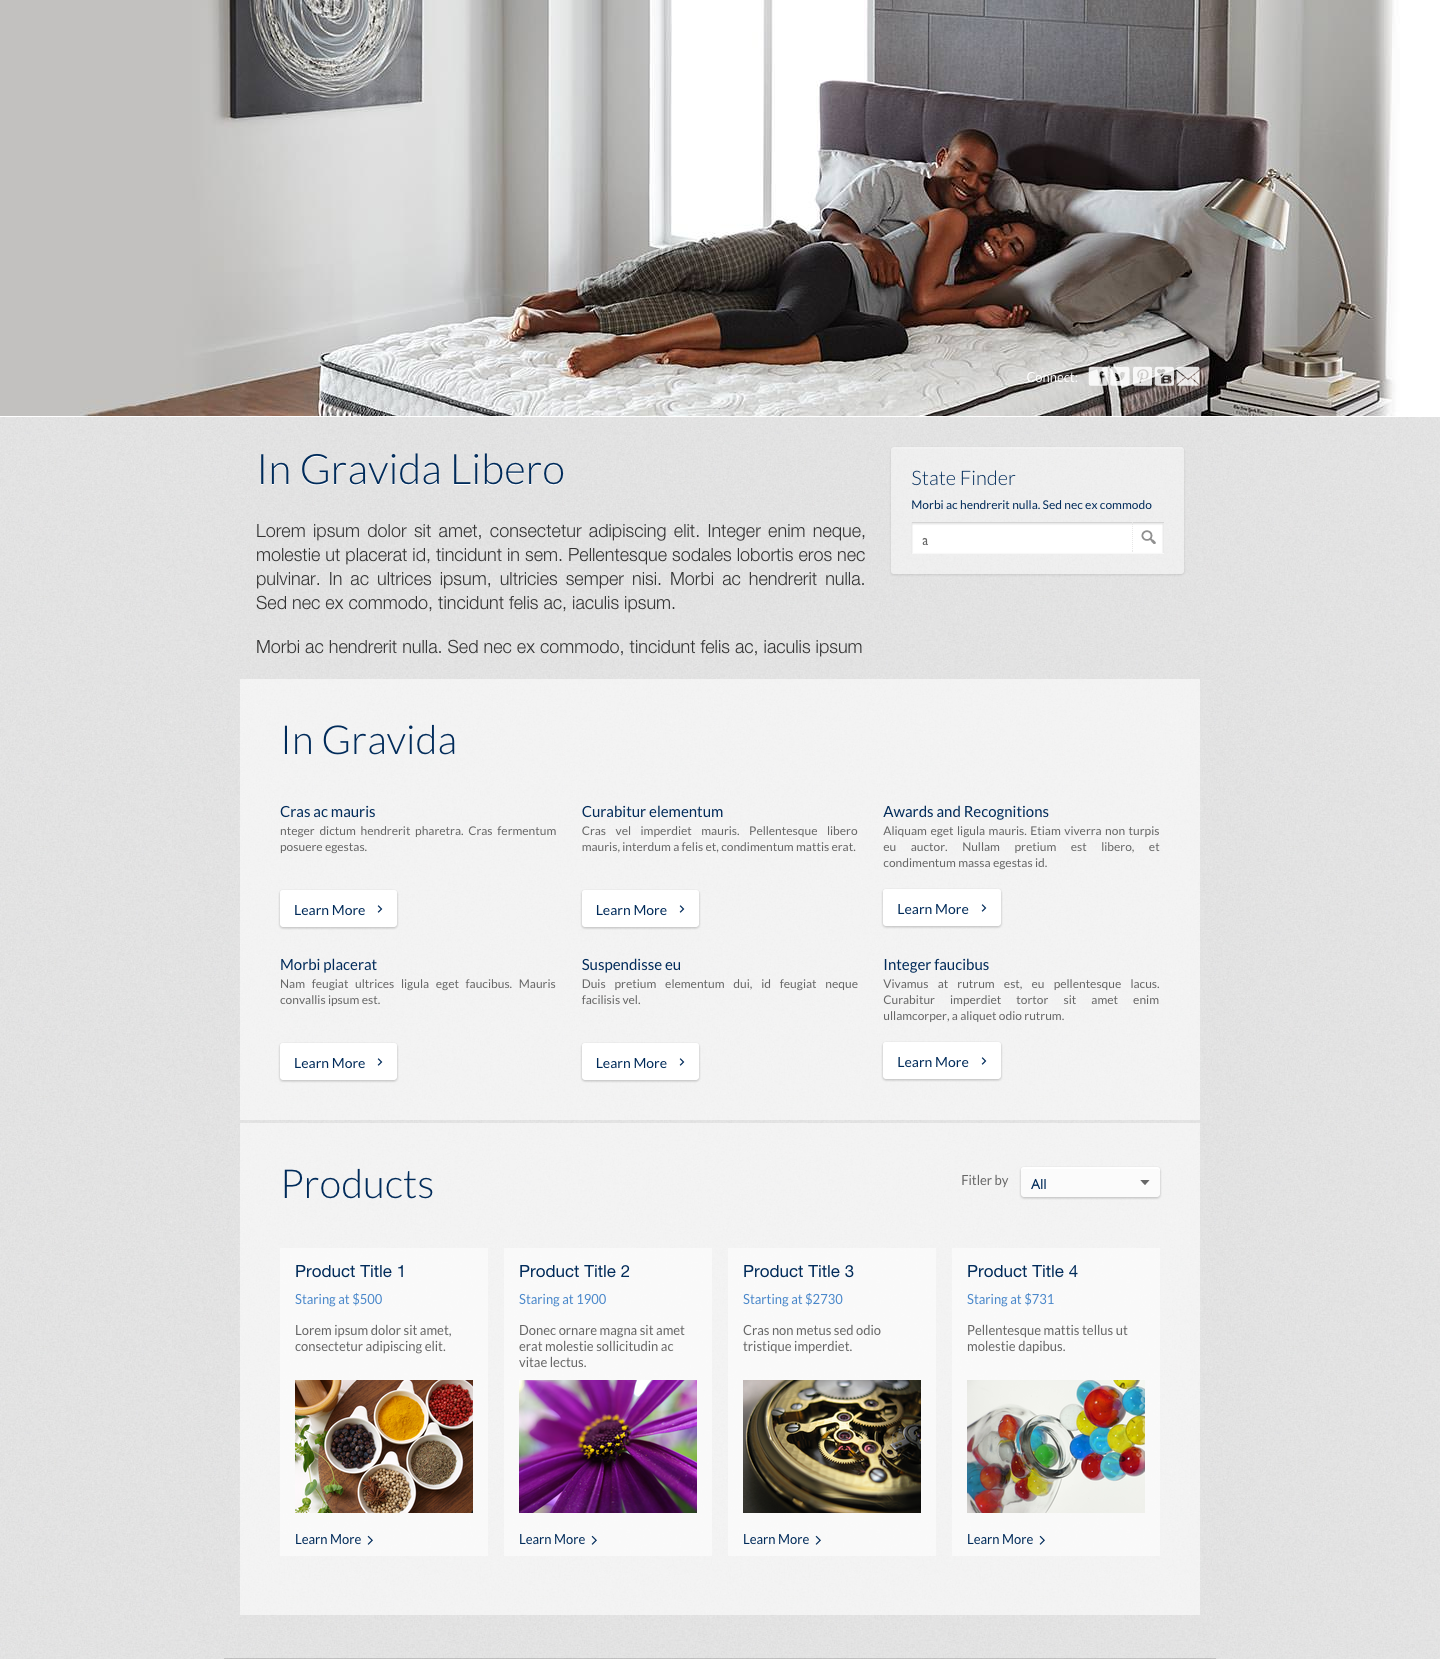 Connect:
In Gravida Libero
Lorem ipsum dolor sit amet, consectetur adipiscing elit. Integer enim neque,
molestie ut placerat id, tincidunt in sem. Pellentesque sodales lobortis eros nec
pulvinar. In ac ultrices ipsum, ultricies semper nisi. Morbi ac hendrerit nulla.
Sed nec ex commodo, tincidunt felis ac, iaculis ipsum.
Morbi ac hendrerit nulla. Sed nec ex commodo, tincidunt felis ac, iaculis ipsum
State Finder
Morbi ac hendrerit nulla. Sed nec ex commodo
a
In Gravida
Cras ac mauris
nteger dictum hendrerit pharetra. Cras fermentum
posuere egestas.
Learn More
Curabitur elementum
Cras vel imperdiet mauris. Pellentesque libero
mauris, interdum a felis et, condimentum mattis erat.
Learn More
Awards and Recognitions
Aliquam eget ligula mauris. Etiam viverra non turpis
eu auctor. Nullam pretium est libero, et
condimentum massa egestas id.
Learn More
Morbi placerat
Nam feugiat ultrices ligula eget faucibus. Mauris
convallis ipsum est.
Learn More
Suspendisse eu
Duis pretium elementum dui, id feugiat neque
facilisis vel.
Learn More
Integer faucibus
Vivamus at rutrum est, eu pellentesque lacus.
Curabitur imperdiet tortor sit amet enim
ullamcorper, a aliquet odio rutrum.
Learn More
Products
Fitler by
All
Product Title 1
Staring at $500
Lorem ipsum dolor sit amet,
consectetur adipiscing elit.
Learn More
Product Title 2
Staring at 1900
Donec ornare magna sit amet
erat molestie sollicitudin ac
vitae lectus.
Learn More
Product Title 3
Starting at $2730
Cras non metus sed odio
tristique imperdiet.
Learn More
Product Title 4
Staring at $731
Pellentesque mattis tellus ut
molestie dapibus.
Learn More